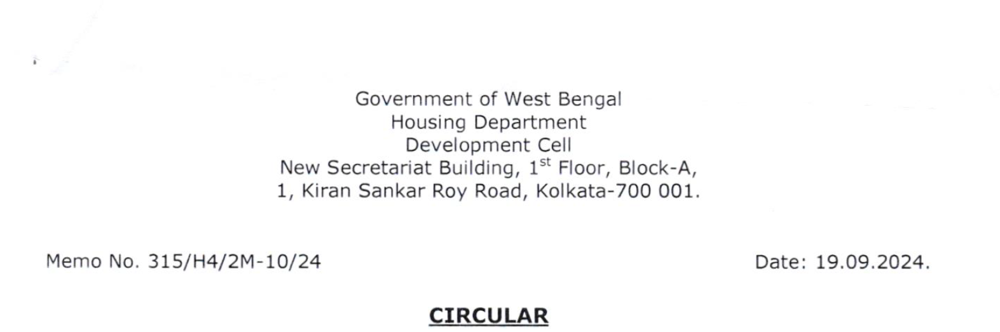 Government of West Bengal
Housing Department
Development Cell
New Secretariat Building, 1st Floor, Block-A,
1, Kiran Sankar Roy Road, Kolkata-700 001.
Memo No. 315/H4/2M-10/24
Date: 19.09.2024.
CIRCULAR